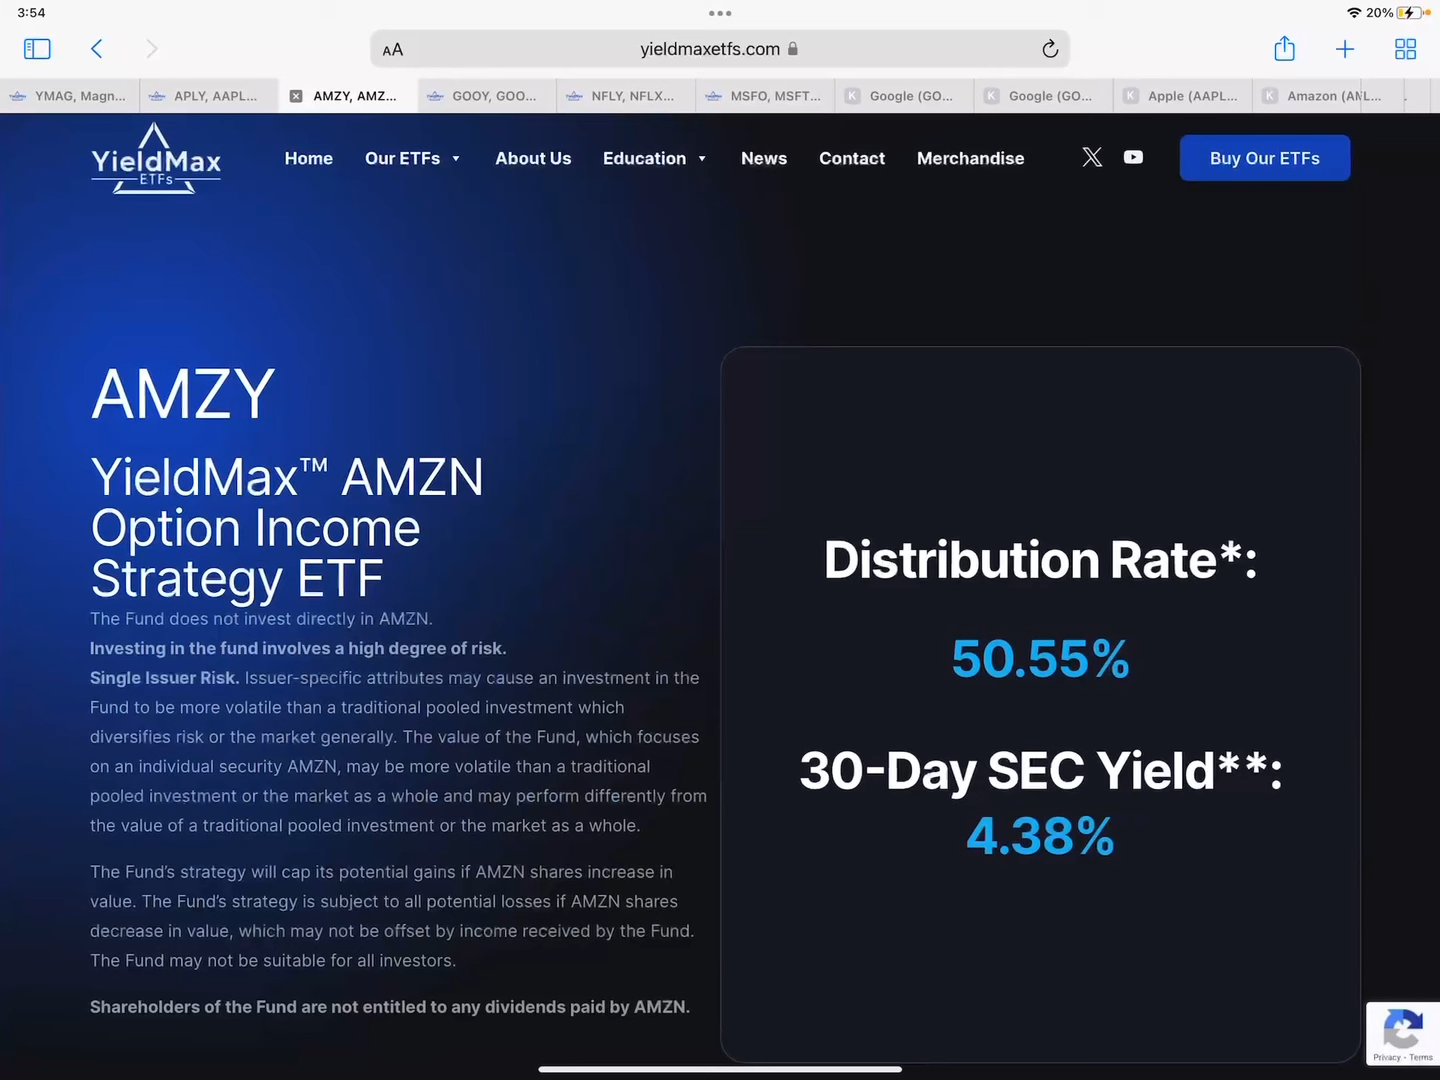 3:54
20%
AA
yieldmaxetfs.com
YMAG, Magn...
APLY, AAPL...
AMZY, AMZ...
GOOY, GOO...
NFLY, NFLX...
MSFO, MSFT...
K Google (GO...
K Google (GO...
K Apple (AAPL...
K
YieldMax
ETFs
Home
Our ETFs
About Us
Education
News
Contact
Merchandise
Buy Our ETFs
AMZY
YieldMax™ AMZN
Option Income
Strategy ETF
The Fund does not invest directly in AMZN.
Investing in the fund involves a high degree of risk.
Single Issuer Risk. Issuer-specific attributes may cause an investment in the
Fund to be more volatile than a traditional pooled investment which
diversifies risk or the market generally. The value of the Fund, which focuses
on an individual security AMZN, may be more volatile than a traditional
pooled investment or the market as a whole and may perform differently from
the value of a traditional pooled investment or the market as a whole.
The Fund’s strategy will cap its potential gains if AMZN shares increase in
value. The Fund’s strategy is subject to all potential losses if AMZN shares
decrease in value, which may not be offset by income received by the Fund.
The Fund may not be suitable for all investors.
Shareholders of the Fund are not entitled to any dividends paid by AMZN.
Distribution Rate*:
50.55%
30-Day SEC Yield**:
4.38%
Privacy - Terms